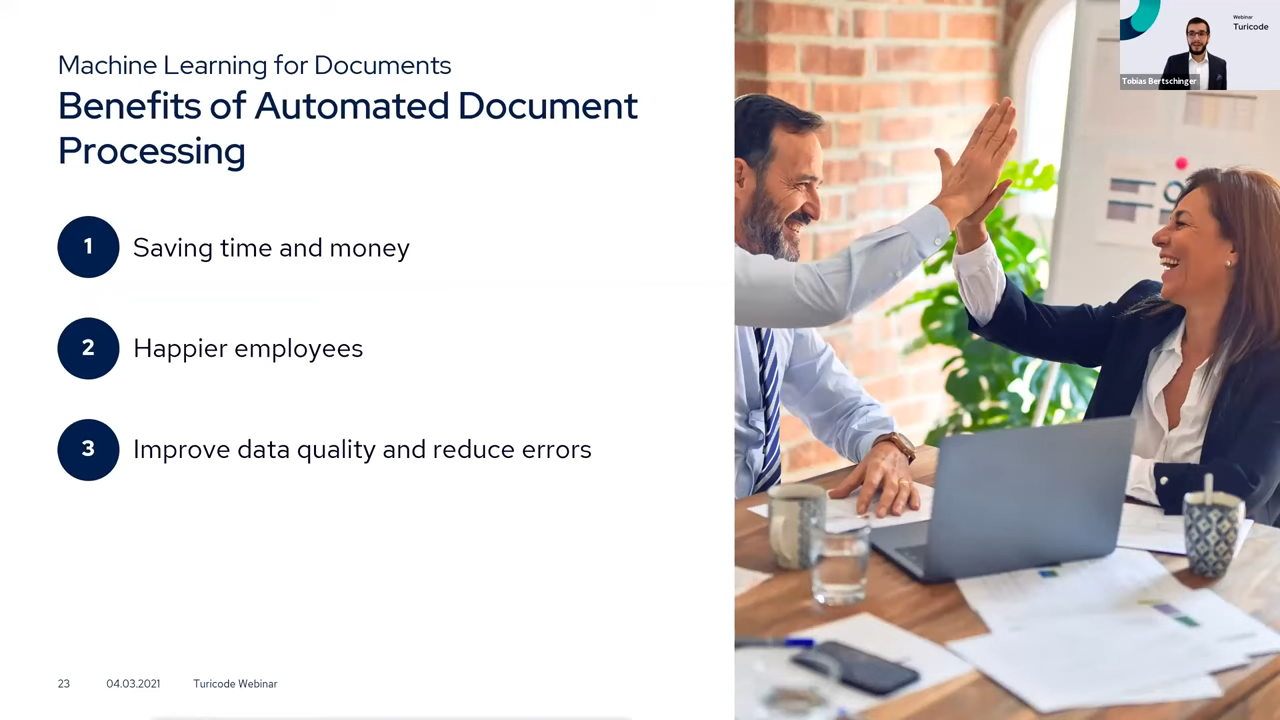 Machine Learning for Documents
Benefits of Automated Document
Processing
1 Saving time and money
2 Happier employees
3 Improve data quality and reduce errors
23 04.03.2021 Turicode Webinar
Webinar
Turicode
Tobias Bertschinger